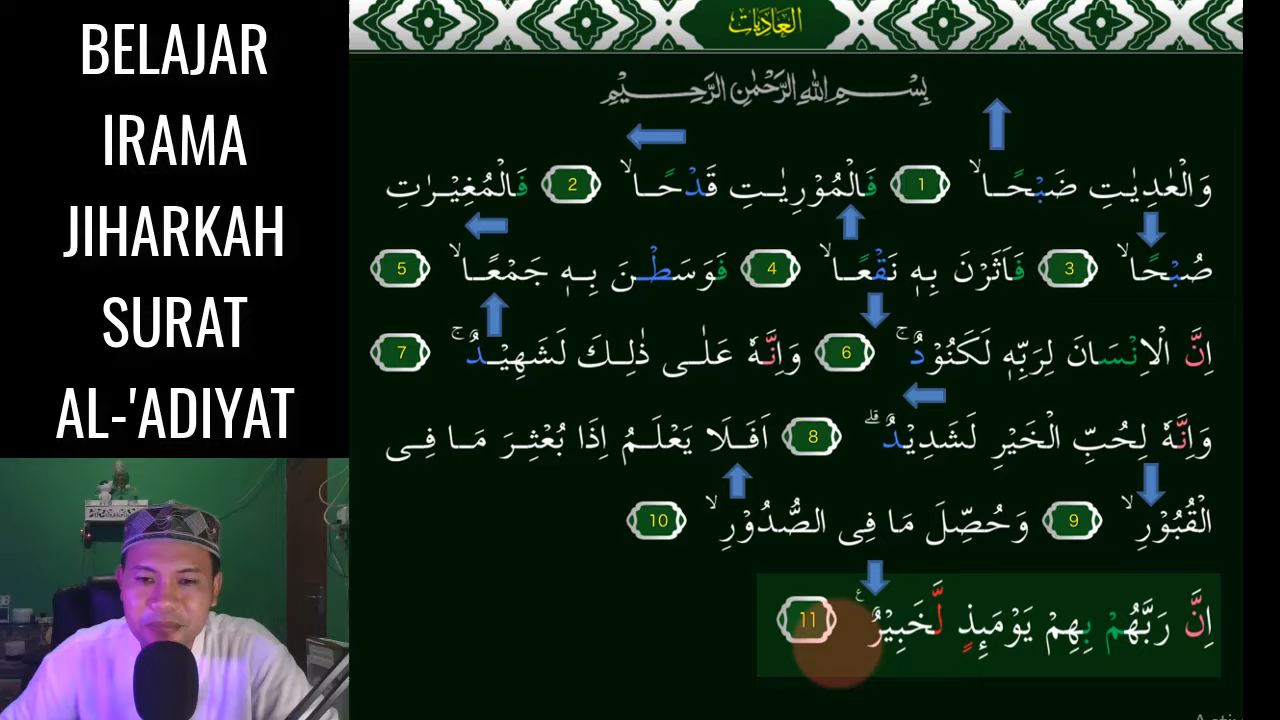 BELAJAR
IRAMA
JIHARKAH
SURAT
AL-'ADIYAT
العاديات
بِسْمِ اللهِ الرَّحْمٰنِ الرَّحِيْمِ
وَالْعٰدِيٰتِ ضَبْحًاۙ 1 فَالْمُوْرِيٰتِ قَدْحًاۙ 2 فَالْمُغِيْرٰتِ
صُبْحًاۙ 3 فَاَثَرْنَ بِهٖ نَقْعًاۙ 4 فَوَسَطْنَ بِهٖ جَمْعًاۙ 5
اِنَّ الْاِنْسَانَ لِرَبِّهٖ لَكَنُوْدٌۚ 6 وَاِنَّهٗ عَلٰى ذٰلِكَ لَشَهِيْدٌۚ 7
وَاِنَّهٗ لِحُبِّ الْخَيْرِ لَشَدِيْدٌۗ 8 اَفَلَا يَعْلَمُ اِذَا بُعْثِرَ مَا فِى
الْقُبُوْرِۙ 9 وَحُصِّلَ مَا فِى الصُّدُوْرِۙ 10
اِنَّ رَبَّهُمْ بِهِمْ يَوْمَىِٕذٍ لَّخَبِيْرٌ ࣖ 11